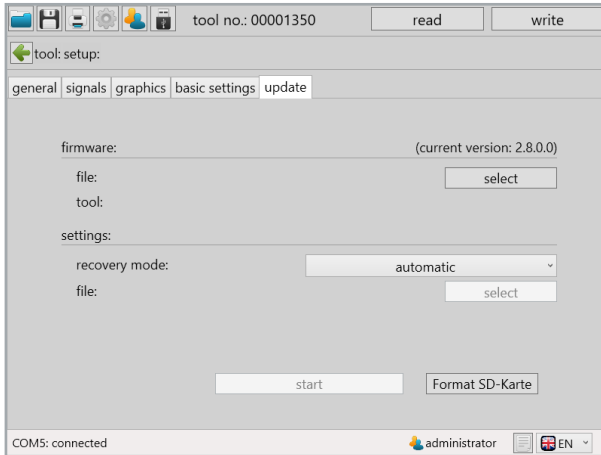 tool no.: 00001350 read write
tool: setup:
general signals graphics basic settings update
firmware: (current version: 2.8.0.0)
file: select
tool:
settings:
recovery mode: automatic
file: select
start Format SD-Karte
COM5: connected administrator EN